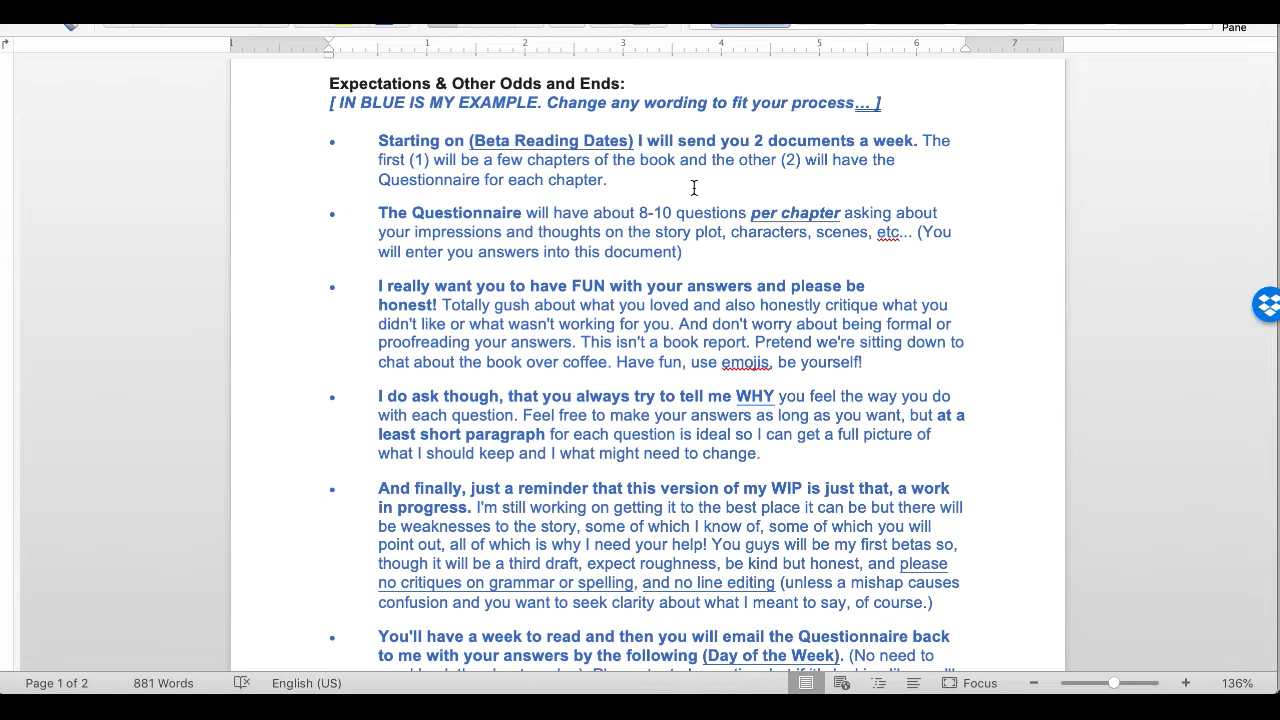 Pane
1 1 2 3 4 5 6 7
Expectations & Other Odds and Ends:
[ IN BLUE IS MY EXAMPLE. Change any wording to fit your process... ]
• Starting on (Beta Reading Dates) I will send you 2 documents a week. The
first (1) will be a few chapters of the book and the other (2) will have the
Questionnaire for each chapter.
• The Questionnaire will have about 8-10 questions per chapter asking about
your impressions and thoughts on the story plot, characters, scenes, etc... (You
will enter you answers into this document)
• I really want you to have FUN with your answers and please be
honest! Totally gush about what you loved and also honestly critique what you
didn't like or what wasn't working for you. And don't worry about being formal or
proofreading your answers. This isn't a book report. Pretend we're sitting down to
chat about the book over coffee. Have fun, use emojis, be yourself!
• I do ask though, that you always try to tell me WHY you feel the way you do
with each question. Feel free to make your answers as long as you want, but at a
least short paragraph for each question is ideal so I can get a full picture of
what I should keep and I what might need to change.
• And finally, just a reminder that this version of my WIP is just that, a work
in progress. I'm still working on getting it to the best place it can be but there will
be weaknesses to the story, some of which I know of, some of which you will
point out, all of which is why I need your help! You guys will be my first betas so,
though it will be a third draft, expect roughness, be kind but honest, and please
no critiques on grammar or spelling, and no line editing (unless a mishap causes
confusion and you want to seek clarity about what I meant to say, of course.)
• You'll have a week to read and then you will email the Questionnaire back
to me with your answers by the following (Day of the Week). (No need to
Page 1 of 2 881 Words English (US) Focus 136%